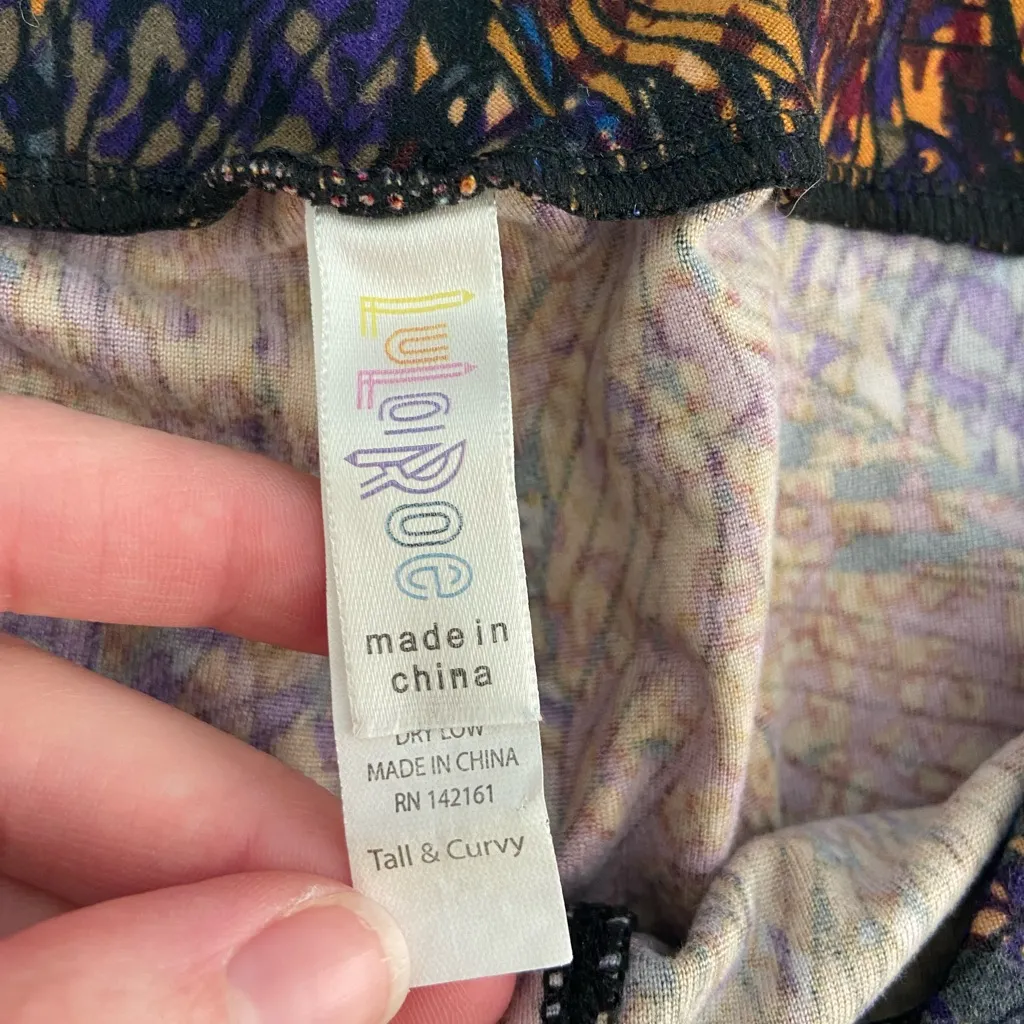 LuLaRoe
made in
china
DRY LOW
MADE IN CHINA
RN 142161
Tall & Curvy